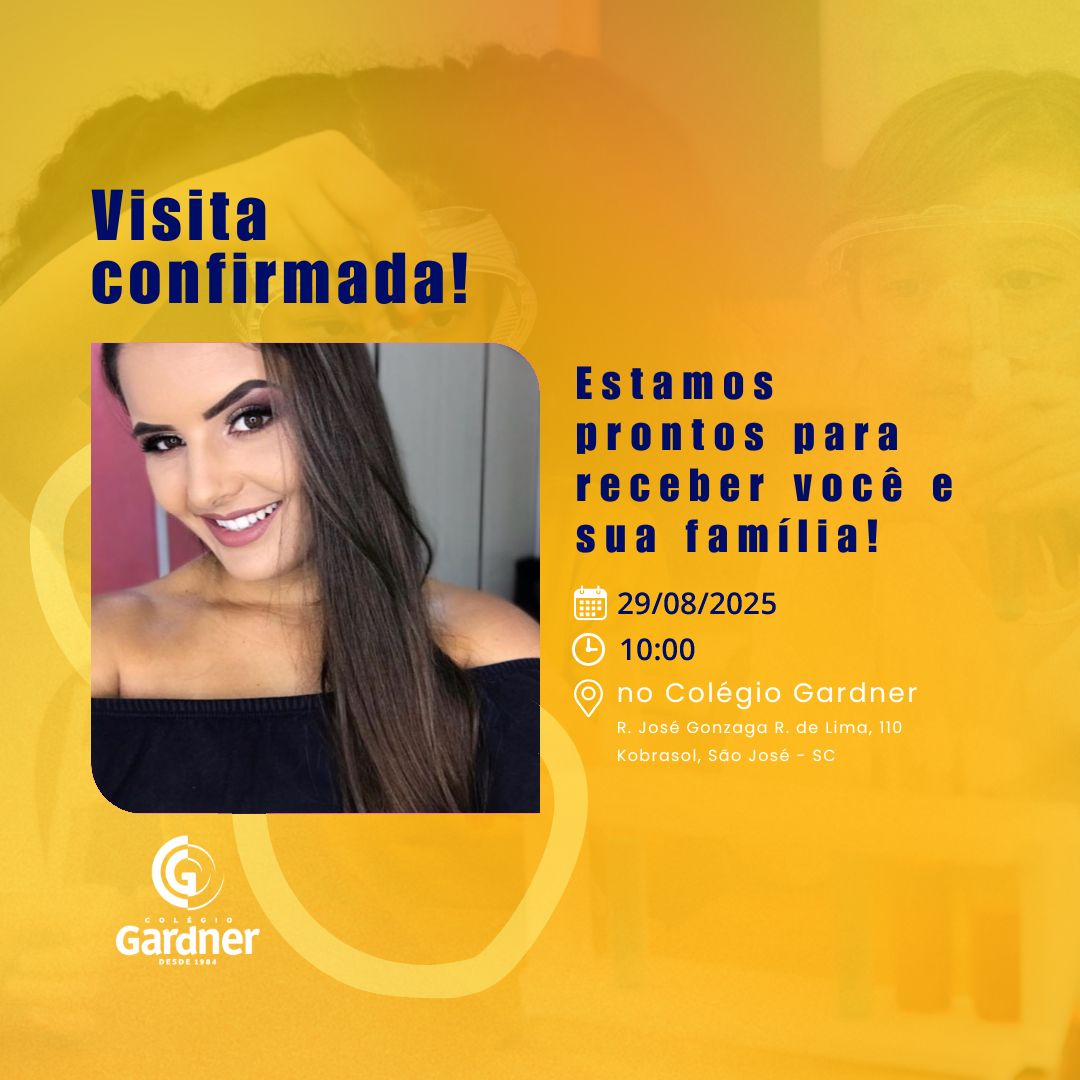 Visita
confirmada!
Estamos
prontos para
receber você e
sua família!
29/08/2025
10:00
no Colégio Gardner
R. José Gonzaga R. de Lima, 110
Kobrasol, São José - SC
G
COLÉGIO
Gardner
DESDE 1984